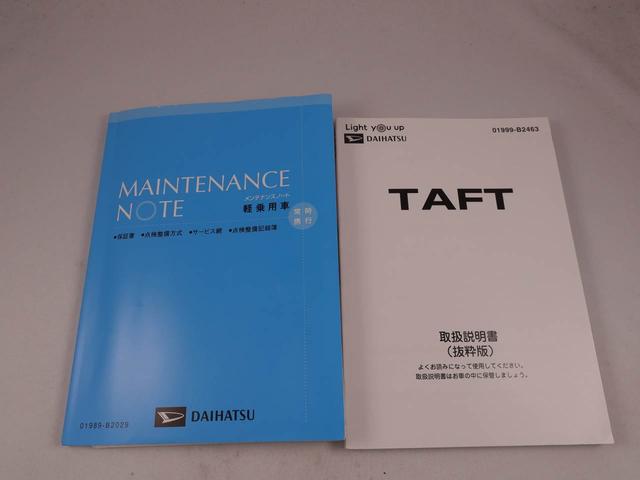 MAINTENANCE
NOTE
メンテナンスノート
軽乗用車
常時
携行
●保証書 ●点検整備方式 ●サービス網 ●点検整備記録簿
DAIHATSU
01989-B2029
Light you up
DAIHATSU
01999-B2463
TAFT
取扱説明書
（抜粋版）
よくお読みになって使用してください。
取扱説明書はお車の中に保管しましょう。